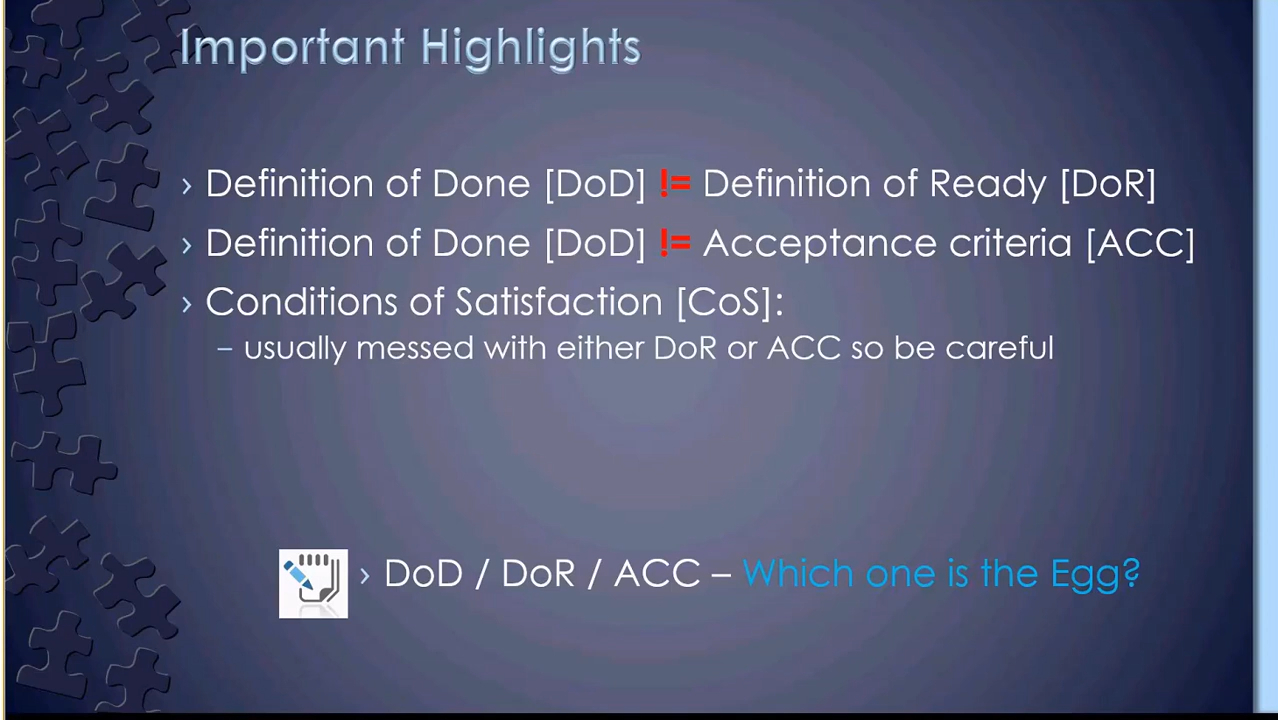 Important Highlights
› Definition of Done [DoD] != Definition of Ready [DoR]
› Definition of Done [DoD] != Acceptance criteria [ACC]
› Conditions of Satisfaction [CoS]:
– usually messed with either DoR or ACC so be careful
› DoD / DoR / ACC – Which one is the Egg?